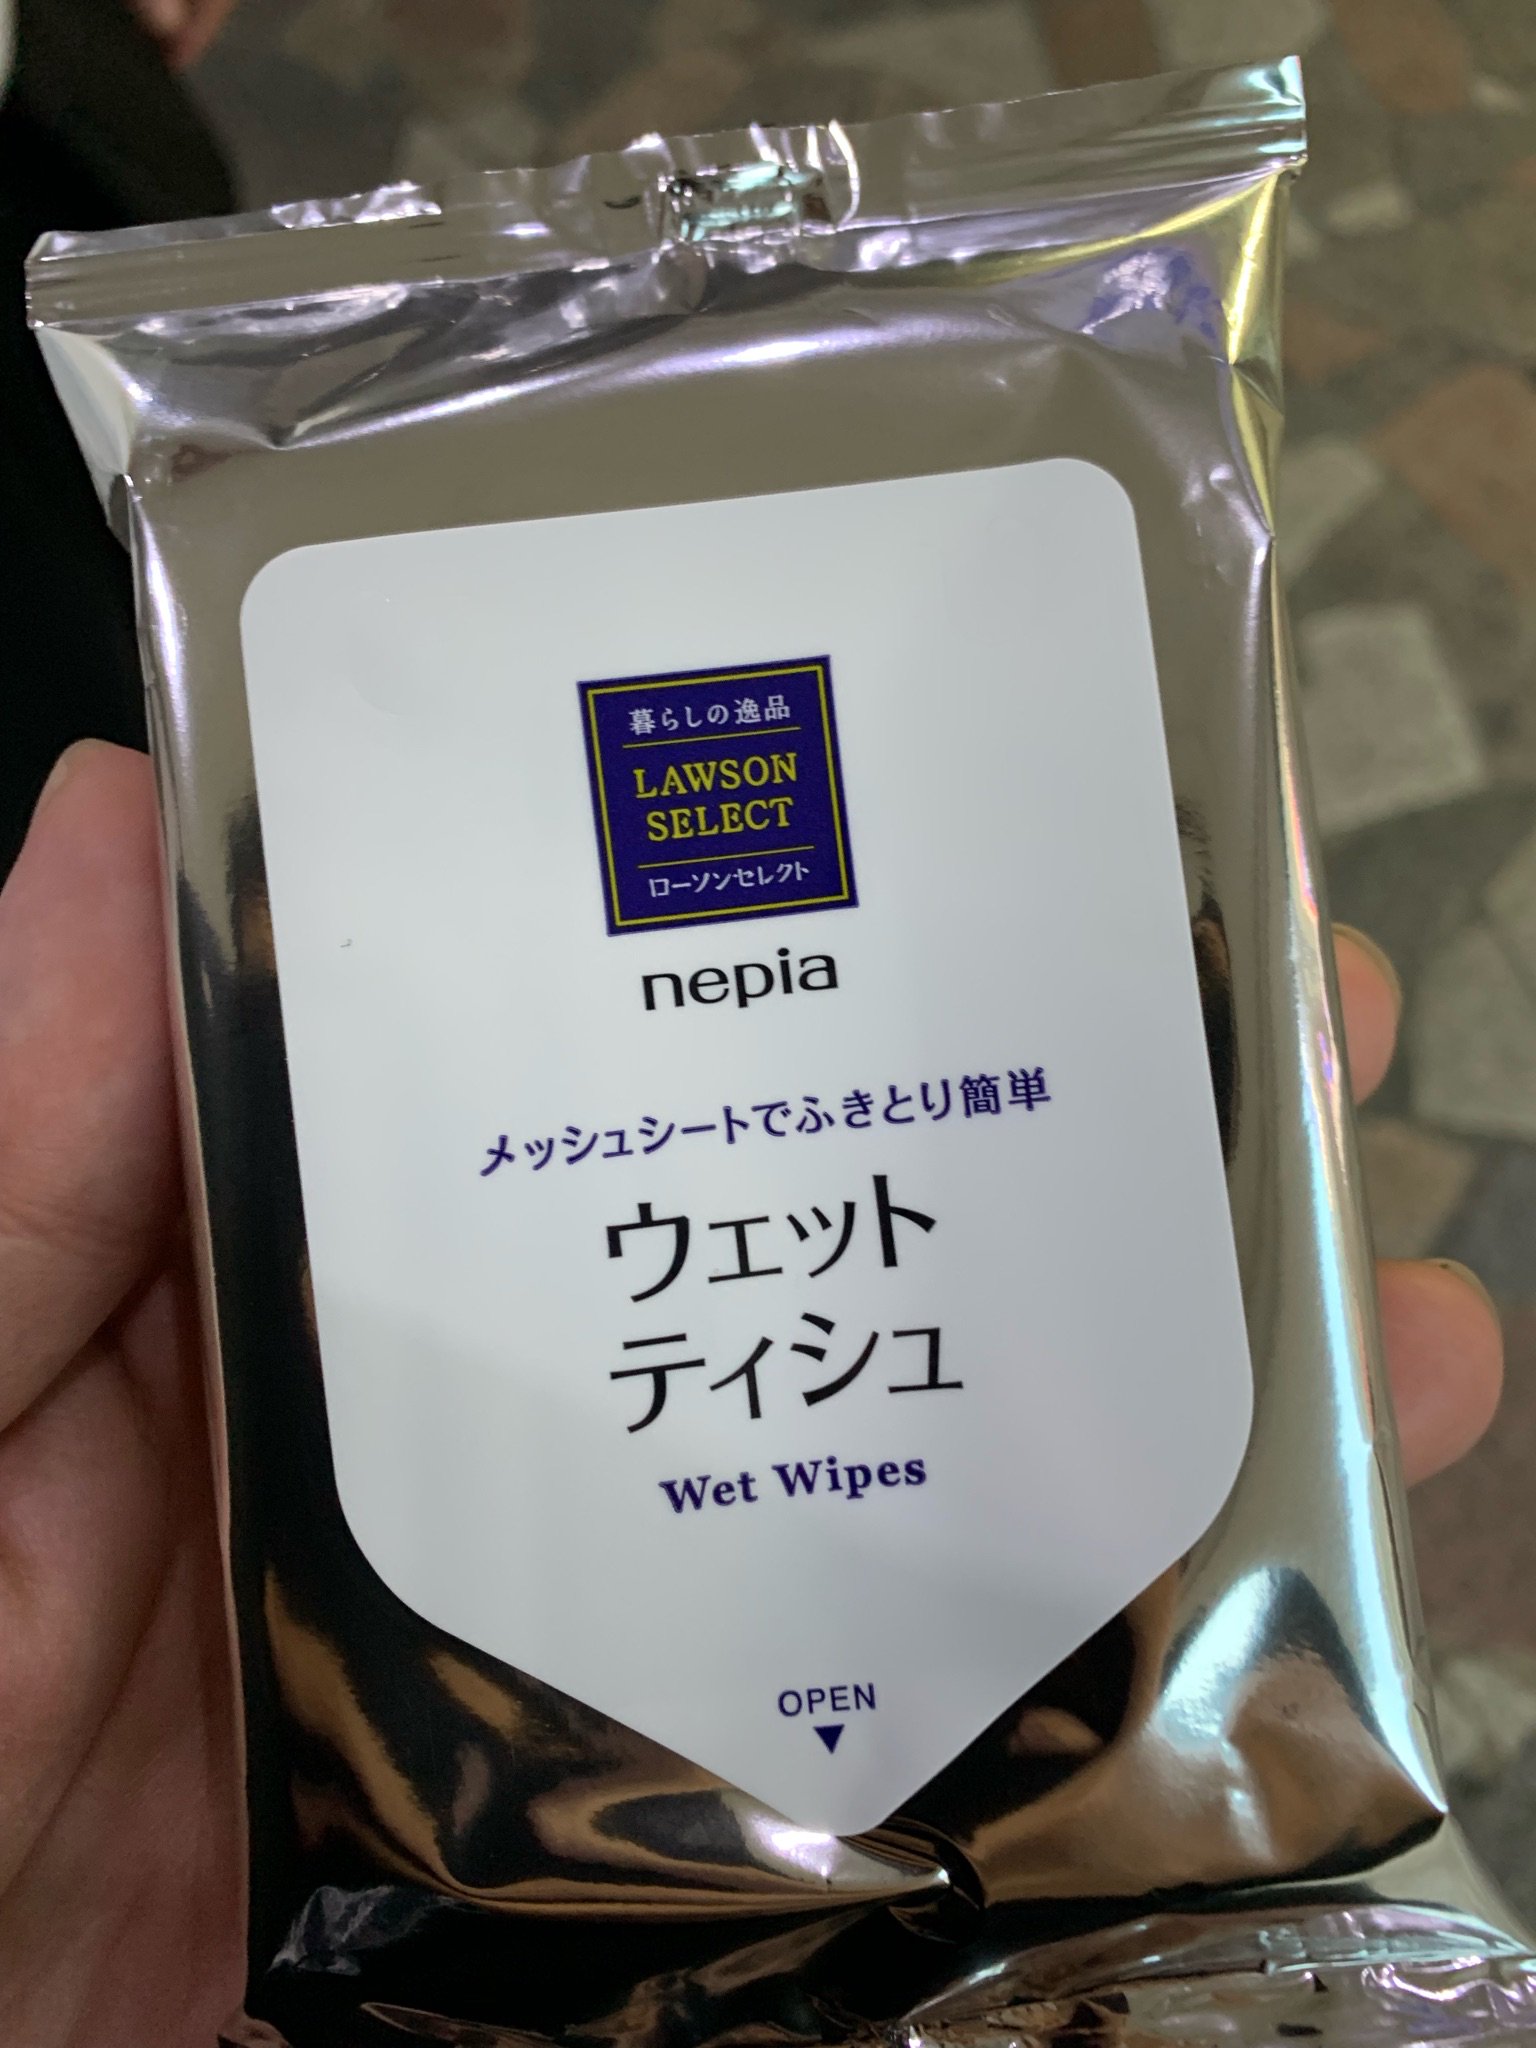 暮らしの逸品
LAWSON
SELECT
ローソンセレクト
nepia
メッシュシートでふきとり簡単
ウェット
ティシュ
Wet Wipes
OPEN